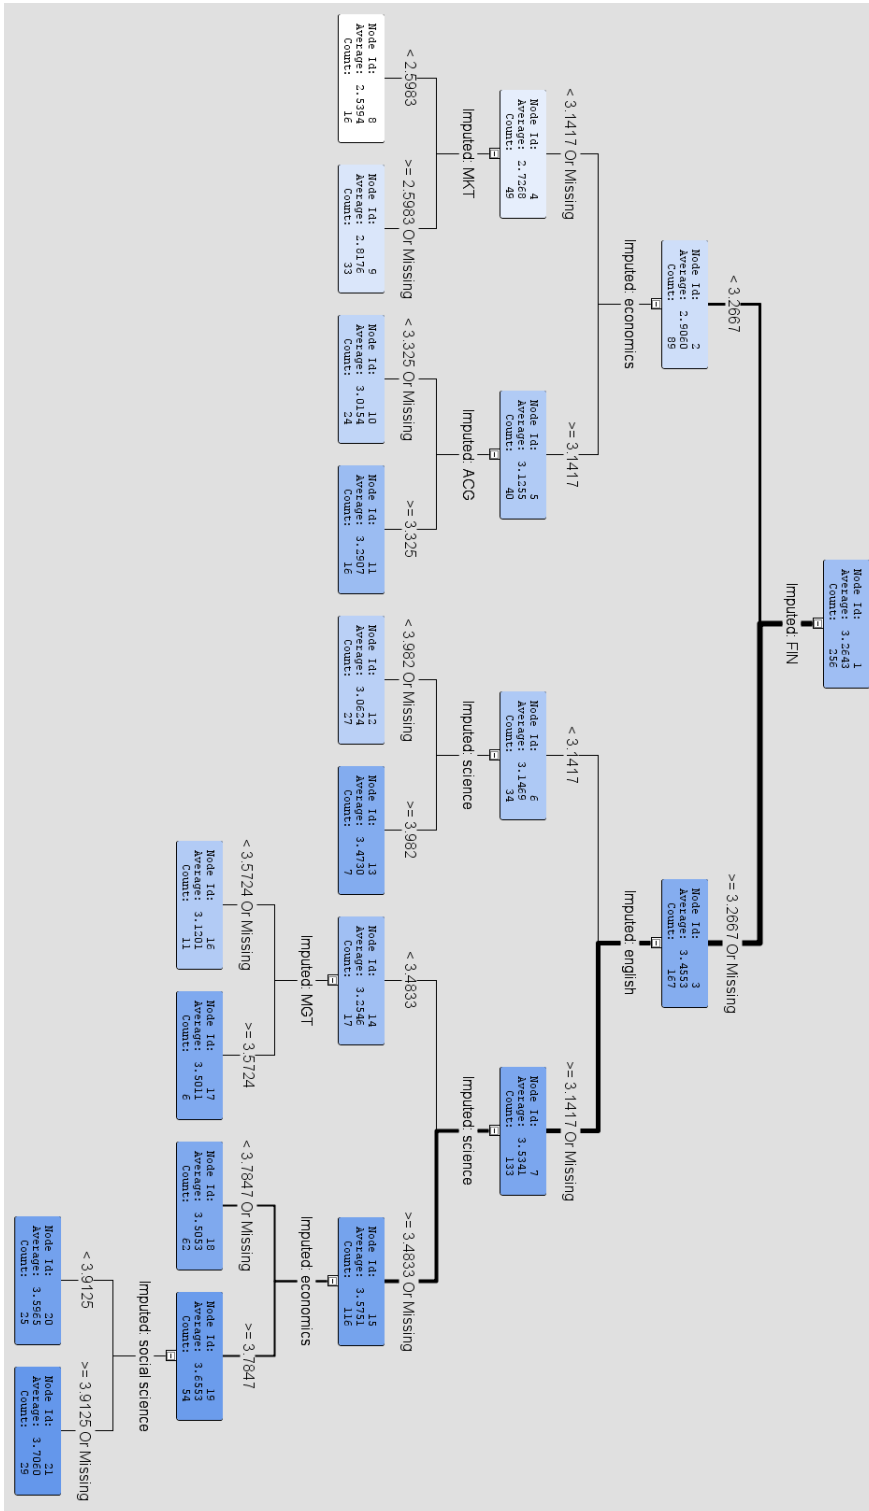 Node Id: 1
Average: 3.2643
Count: 256
Imputed: FIN
< 3.2667
>= 3.2667 Or Missing
Node Id: 2
Average: 2.9060
Count: 89
Node Id: 3
Average: 3.4553
Count: 167
Imputed: economics
Imputed: english
< 3.1417 Or Missing
>= 3.1417
< 3.1417
>= 3.1417 Or Missing
Node Id: 4
Average: 2.7268
Count: 49
Node Id: 5
Average: 3.1255
Count: 40
Node Id: 6
Average: 3.1469
Count: 34
Node Id: 7
Average: 3.5341
Count: 133
Imputed: MKT
Imputed: ACG
Imputed: science
Imputed: science
< 2.5983
>= 2.5983 Or Missing
< 3.325 Or Missing
>= 3.325
< 3.982 Or Missing
>= 3.982
< 3.4833
>= 3.4833 Or Missing
Node Id: 8
Average: 2.5394
Count: 16
Node Id: 9
Average: 2.8176
Count: 33
Node Id: 10
Average: 3.0154
Count: 24
Node Id: 11
Average: 3.2907
Count: 16
Node Id: 12
Average: 3.0624
Count: 27
Node Id: 13
Average: 3.4730
Count: 7
Node Id: 14
Average: 3.2546
Count: 17
Node Id: 15
Average: 3.5751
Count: 116
Imputed: MGT
Imputed: economics
< 3.5724 Or Missing
>= 3.5724
< 3.7847 Or Missing
>= 3.7847
Node Id: 16
Average: 3.1201
Count: 11
Node Id: 17
Average: 3.5011
Count: 6
Node Id: 18
Average: 3.5053
Count: 62
Node Id: 19
Average: 3.6553
Count: 54
Imputed: social science
< 3.9125
>= 3.9125 Or Missing
Node Id: 20
Average: 3.5965
Count: 25
Node Id: 21
Average: 3.7060
Count: 29